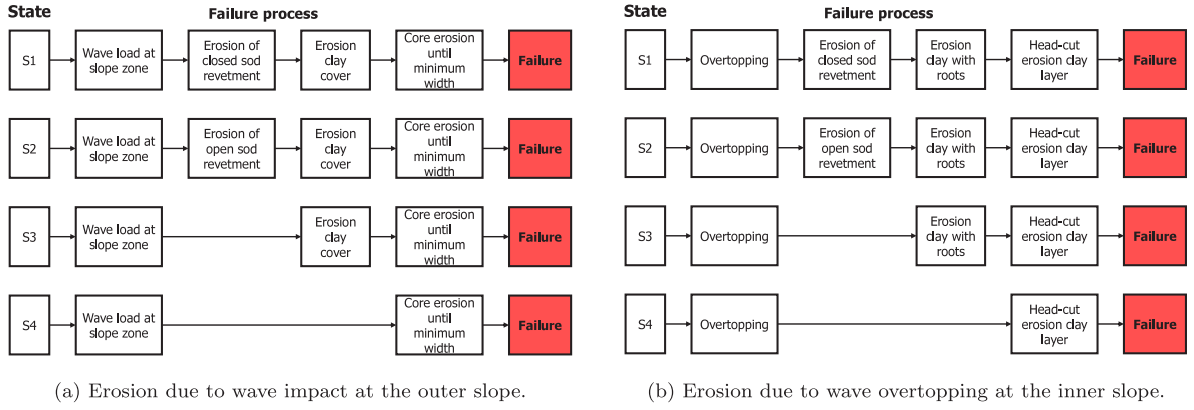 State
Failure process
S1
Wave load at
slope zone
Erosion of
closed sod
revetment
Erosion
clay
cover
Core erosion
until
minimum
width
Failure
S2
Wave load at
slope zone
Erosion of
open sod
revetment
Erosion
clay
cover
Core erosion
until
minimum
width
Failure
S3
Wave load at
slope zone
Erosion
clay
cover
Core erosion
until
minimum
width
Failure
S4
Wave load at
slope zone
Core erosion
until
minimum
width
Failure
(a) Erosion due to wave impact at the outer slope.
State
Failure process
S1
Overtopping
Erosion of
closed sod
revetment
Erosion
clay with
roots
Head-cut
erosion clay
layer
Failure
S2
Overtopping
Erosion of
open sod
revetment
Erosion
clay with
roots
Head-cut
erosion clay
layer
Failure
S3
Overtopping
Erosion
clay with
roots
Head-cut
erosion clay
layer
Failure
S4
Overtopping
Head-cut
erosion clay
layer
Failure
(b) Erosion due to wave overtopping at the inner slope.